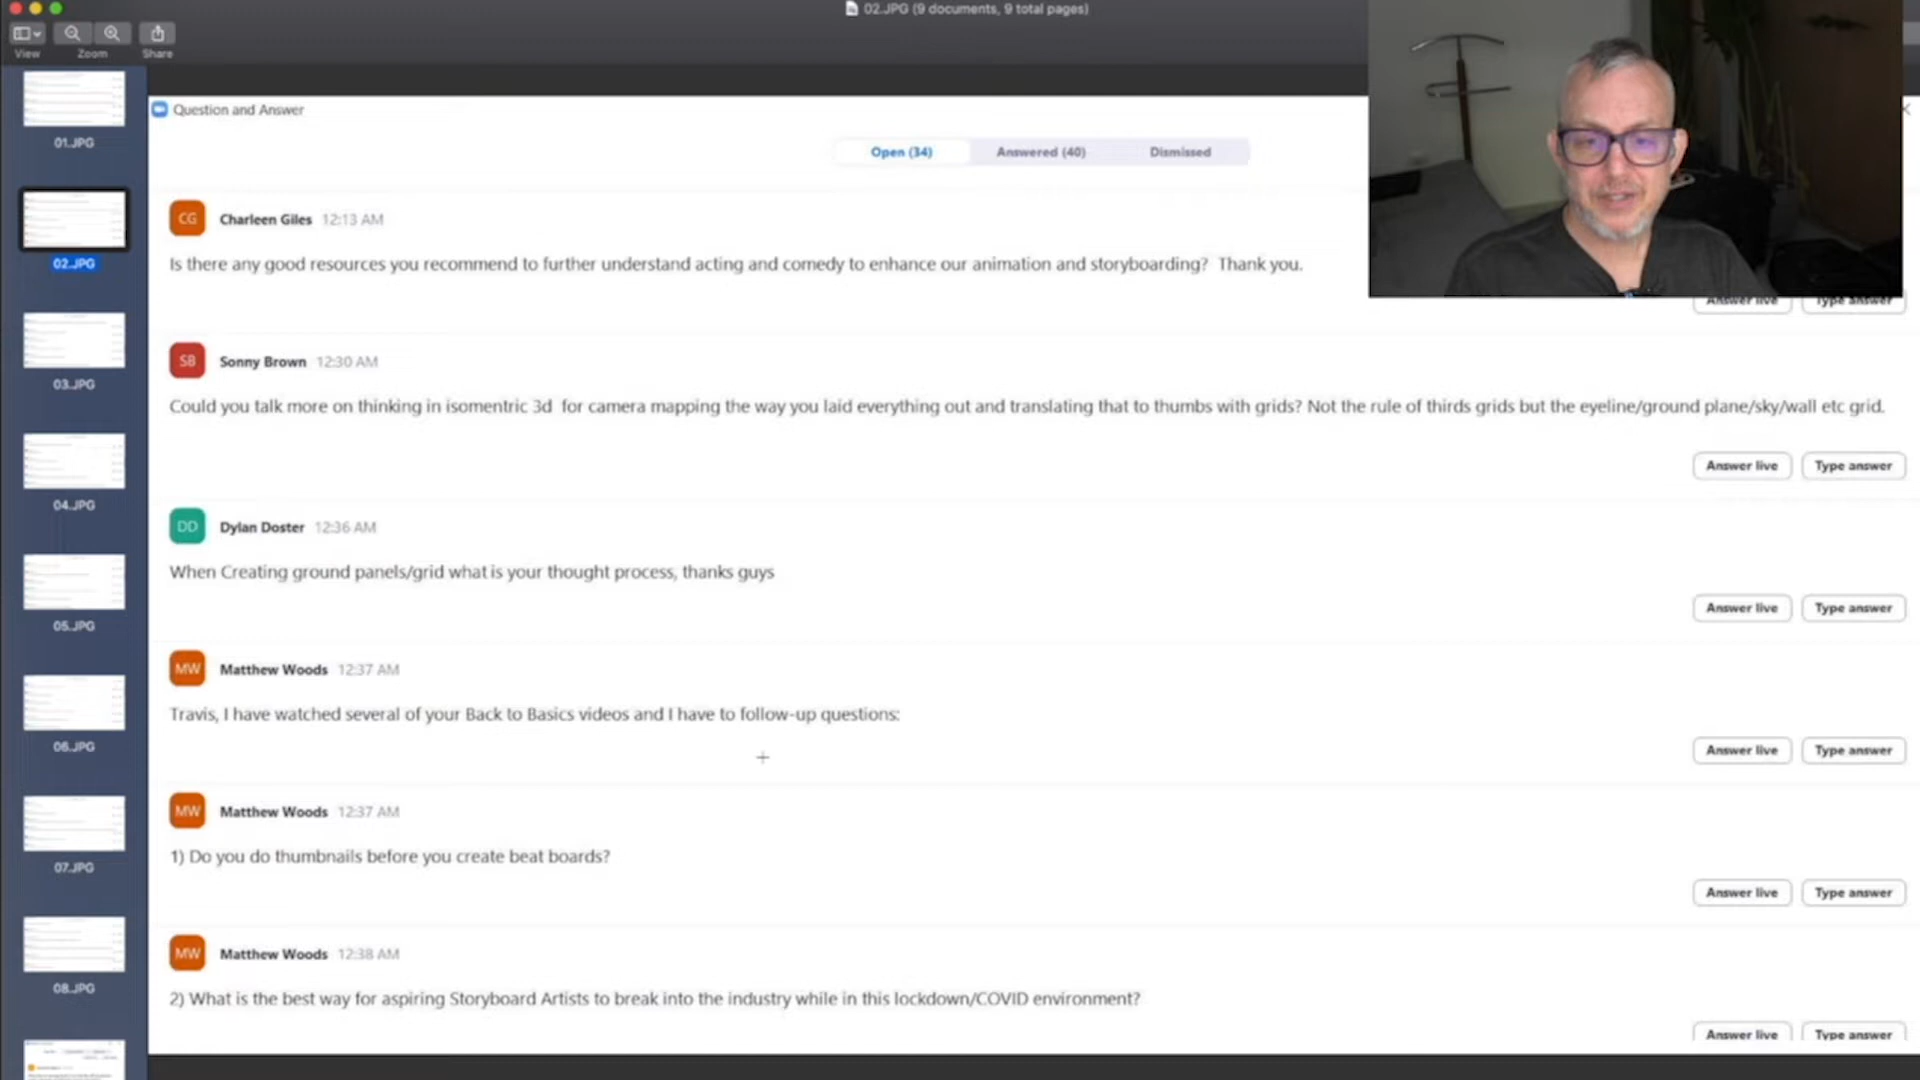 02.JPG (9 documents, 9 total pages)
View
Zoom
Share
01.JPG
02.JPG
03.JPG
04.JPG
05.JPG
06.JPG
07.JPG
08.JPG
Question and Answer
Open (34)
Answered (40)
Dismissed
CG
Charleen Giles 12:13 AM
Is there any good resources you recommend to further understand acting and comedy to enhance our animation and storyboarding? Thank you.
Answer live
Type answer
SB
Sonny Brown 12:30 AM
Could you talk more on thinking in isomentric 3d for camera mapping the way you laid everything out and translating that to thumbs with grids? Not the rule of thirds grids but the eyeline/ground plane/sky/wall etc grid.
Answer live
Type answer
DD
Dylan Doster 12:36 AM
When Creating ground panels/grid what is your thought process, thanks guys
Answer live
Type answer
MW
Matthew Woods 12:37 AM
Travis, I have watched several of your Back to Basics videos and I have to follow-up questions:
Answer live
Type answer
MW
Matthew Woods 12:37 AM
1) Do you do thumbnails before you create beat boards?
Answer live
Type answer
MW
Matthew Woods 12:38 AM
2) What is the best way for aspiring Storyboard Artists to break into the industry while in this lockdown/COVID environment?
Answer live
Type answer